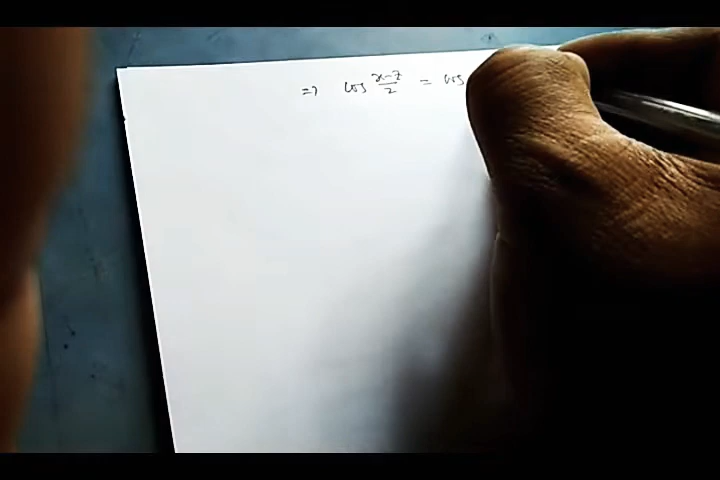 => cos x-z/2 = cos